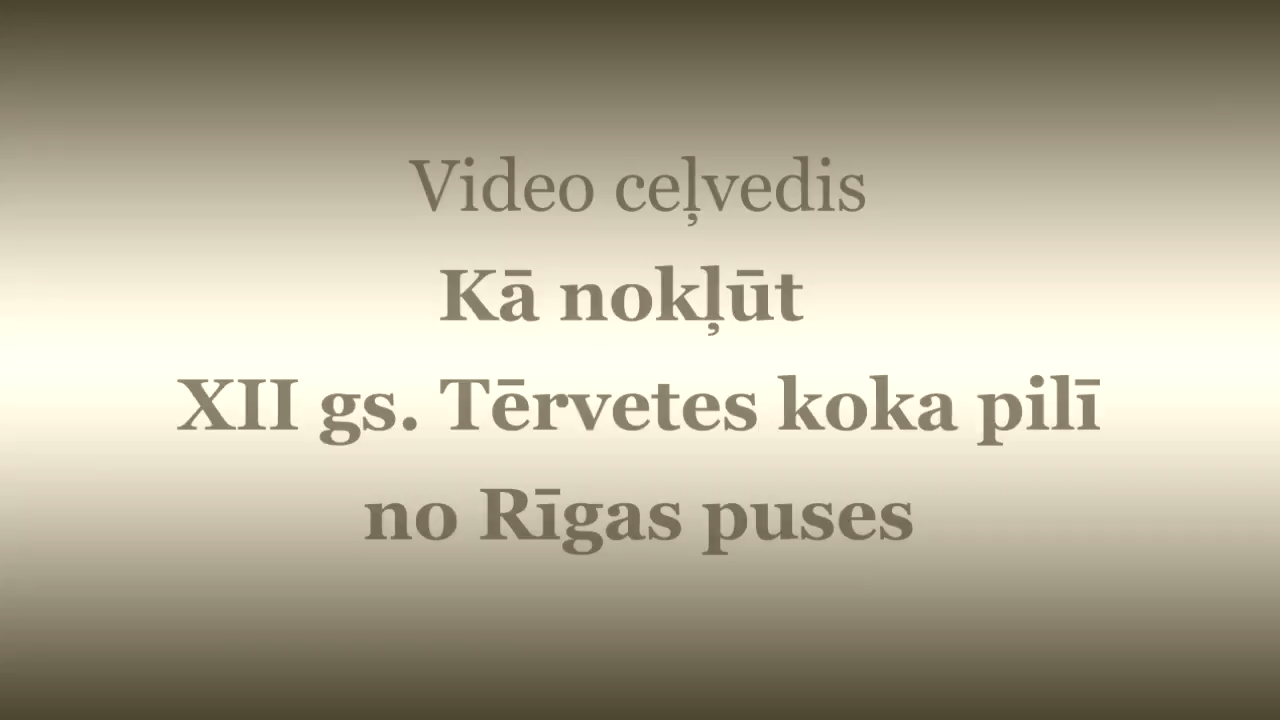 Video ceļvedis
Kā nokļūt
XII gs. Tērvetes koka pilī
no Rīgas puses